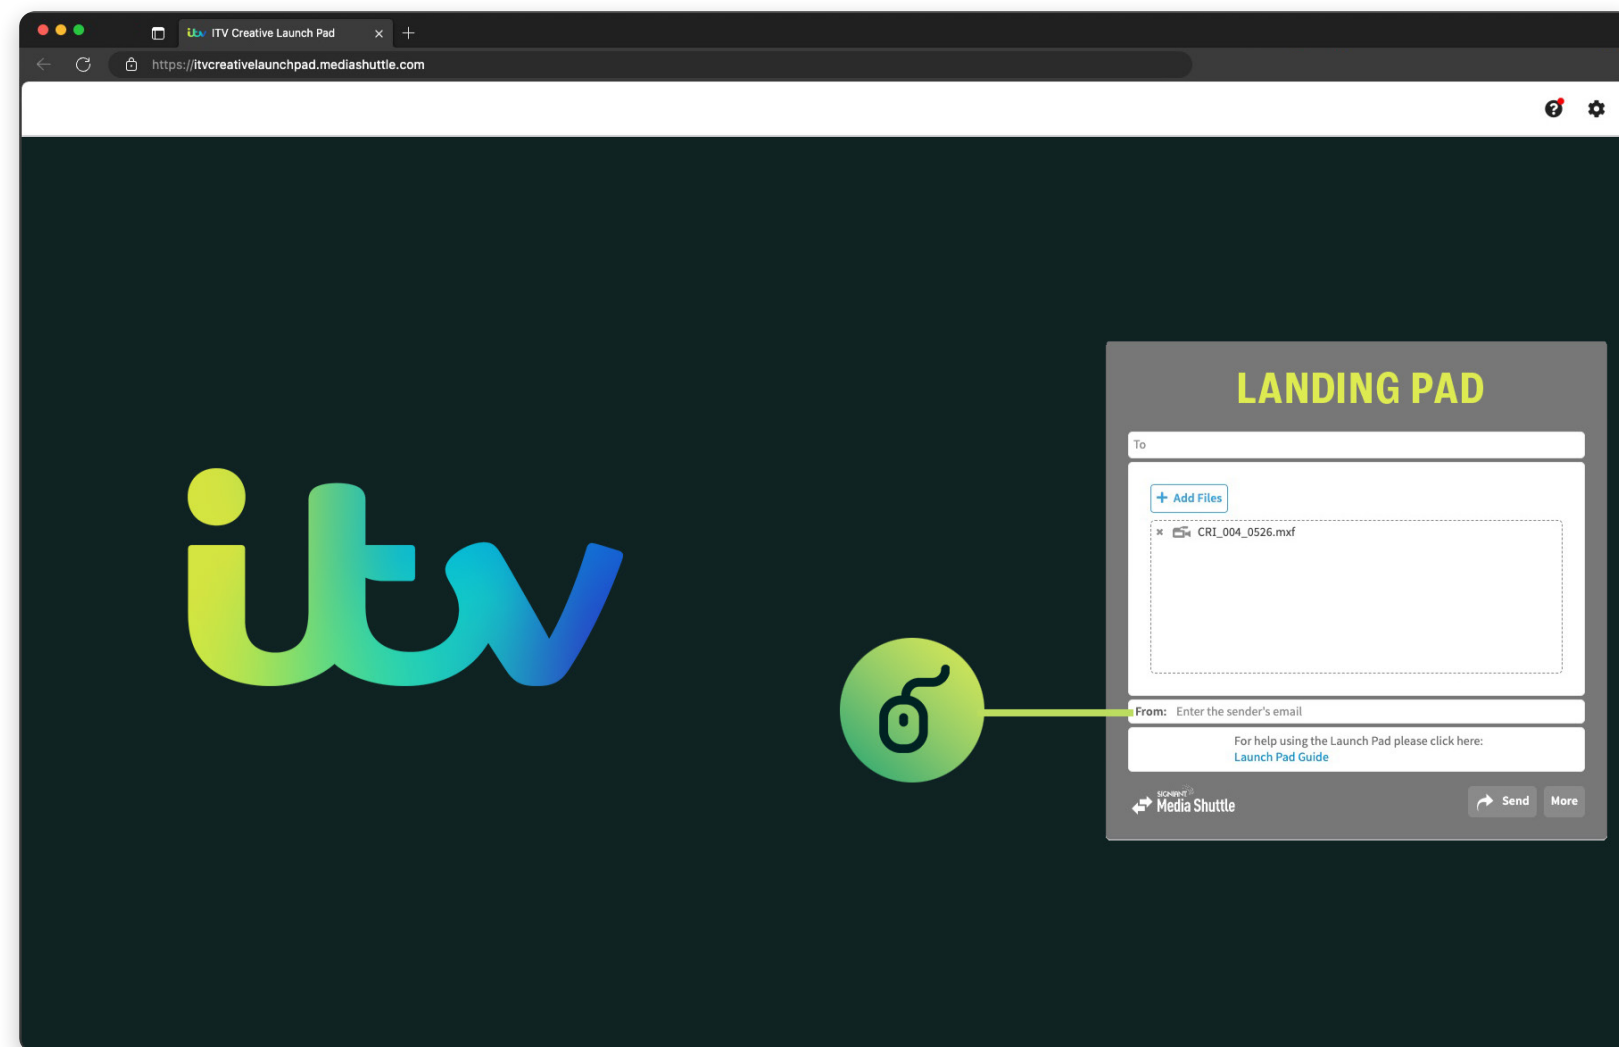 itv ITV Creative Launch Pad
https://itvcreativelaunchpad.mediashuttle.com
LANDING PAD
To
Add Files
CRI_004_0526.mxf
itv
From: Enter the sender's email
For help using the Launch Pad please click here:
Launch Pad Guide
SIGNIANT
Media Shuttle
Send
More